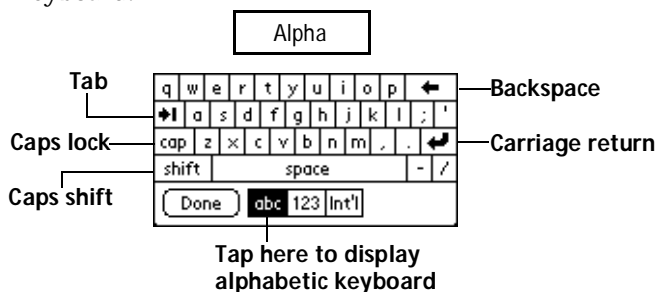 Alpha
Tab
q w e r t y u i o p
Backspace
a s d f g h j k l ; '
Caps lock
cap z x c v b n m , .
Carriage return
shift space - /
Caps shift
Done abc 123 Int'l
Tap here to display
alphabetic keyboard